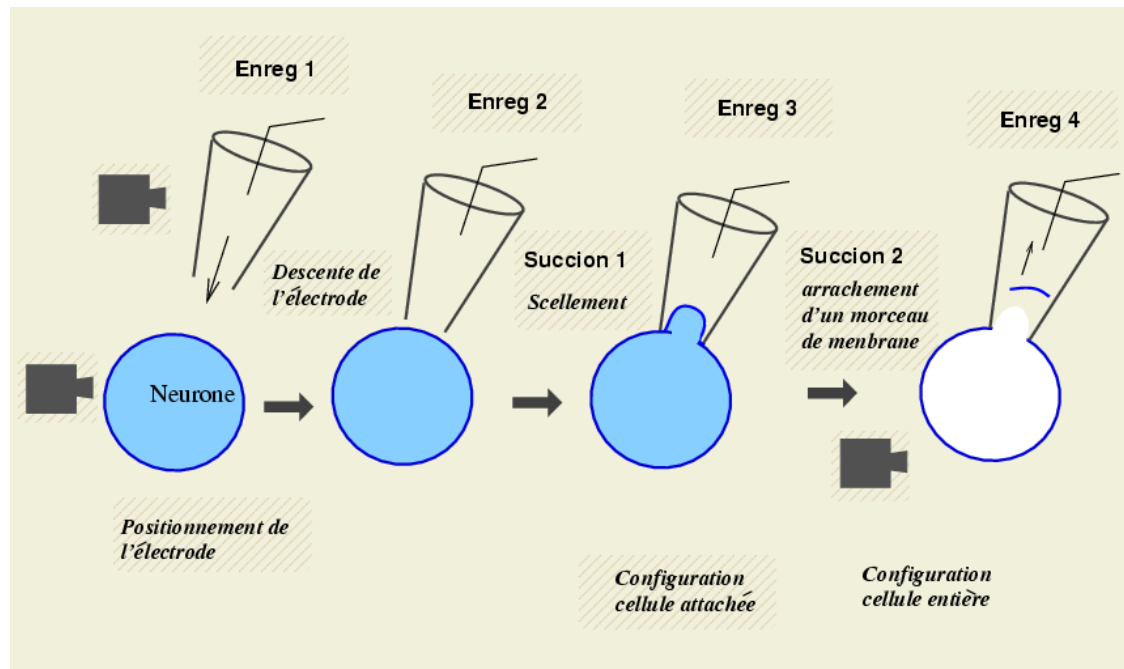 Enreg 1
Enreg 2
Enreg 3
Enreg 4
Descente de
l'électrode
Succion 1
Scellement
Succion 2
arrachement
d'un morceau
de menbrane
Neurone
Positionnement de
l'électrode
Configuration
cellule attachée
Configuration
cellule entière